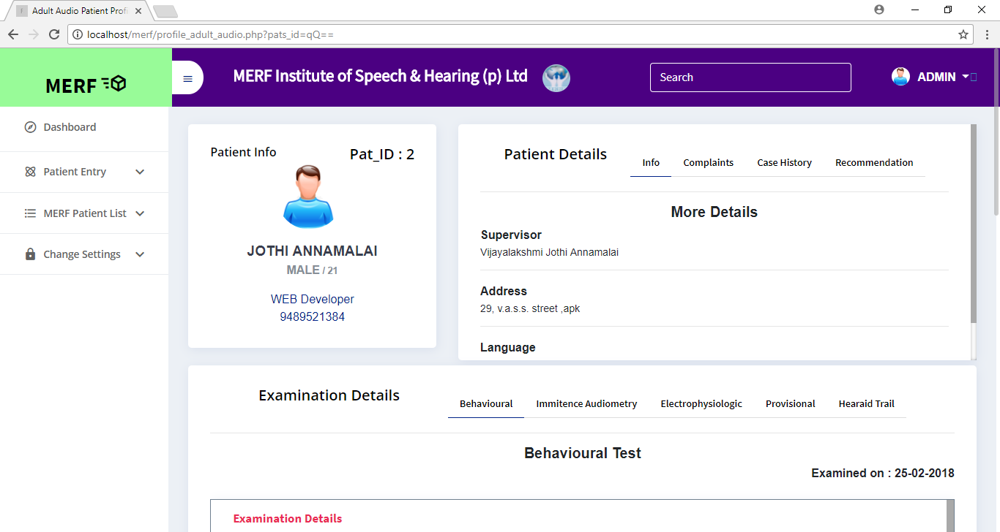 Adult Audio Patient Profi
localhost/merf/profile_adult_audio.php?pats_id=qQ==
MERF
MERF Institute of Speech & Hearing (p) Ltd
Search
ADMIN
Dashboard
Patient Entry
MERF Patient List
Change Settings
Patient Info
Pat_ID : 2
JOTHI ANNAMALAI
MALE / 21
WEB Developer
9489521384
Patient Details
Info
Complaints
Case History
Recommendation
More Details
Supervisor
Vijayalakshmi Jothi Annamalai
Address
29, v.a.s.s. street ,apk
Language
Examination Details
Behavioural
Immitence Audiometry
Electrophysiologic
Provisional
Hearaid Trail
Behavioural Test
Examined on : 25-02-2018
Examination Details